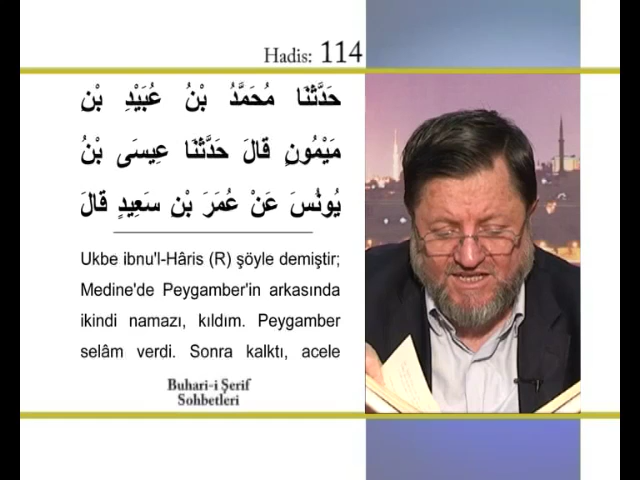 Hadis: 114
حَدَّثَنَا مُحَمَّدُ بْنُ عُبَيْدِ بْنِ
مَيْمُونٍ قَالَ حَدَّثَنَا عِيسَى بْنُ
يُونُسَ عَنْ عُمَرَ بْنِ سَعِيدٍ قَالَ
Ukbe ibnu'l-Hâris (R) şöyle demiştir;
Medine'de Peygamber'in arkasında
ikindi namazı, kıldım. Peygamber
selâm verdi. Sonra kalktı, acele
Buhari-i Şerif
Sohbetleri